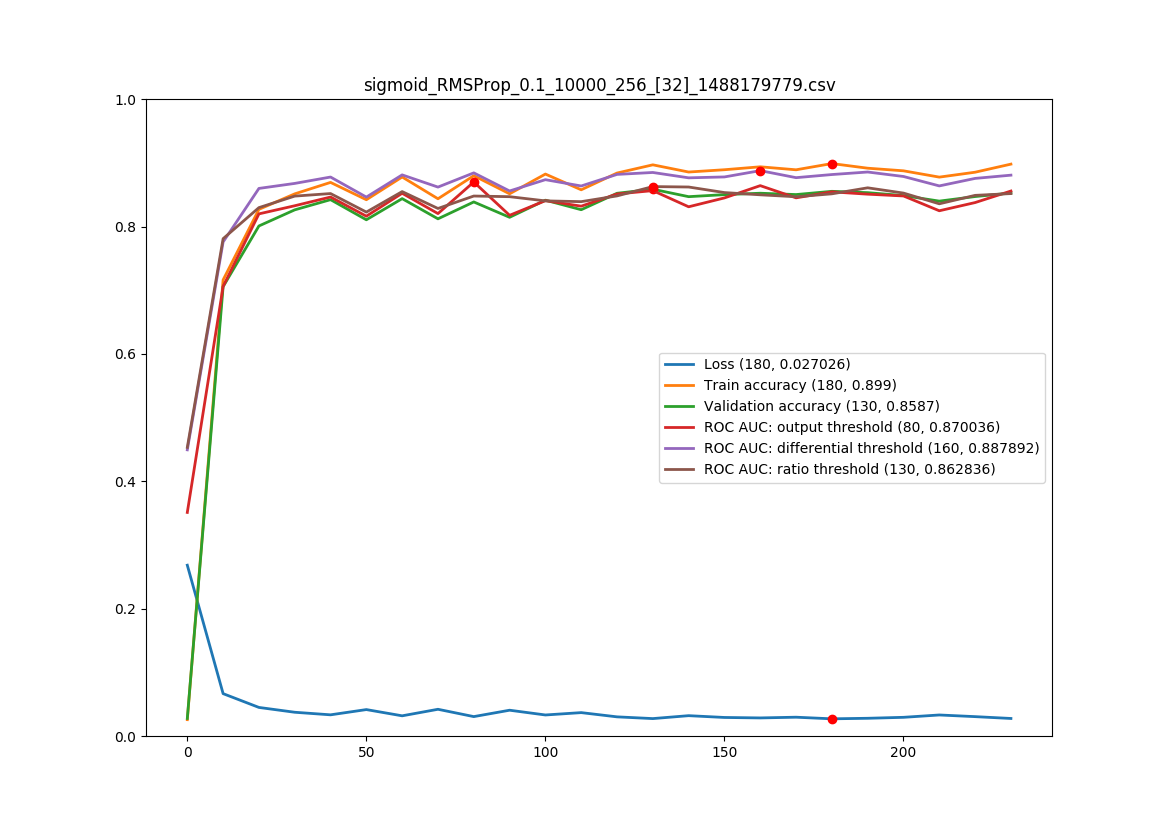 sigmoid_RMSProp_0.1_10000_256_[32]_1488179779.csv
1.0
0.8
0.6
0.4
0.2
0.0
Loss (180, 0.027026)
Train accuracy (180, 0.899)
Validation accuracy (130, 0.8587)
ROC AUC: output threshold (80, 0.870036)
ROC AUC: differential threshold (160, 0.887892)
ROC AUC: ratio threshold (130, 0.862836)
0 50 100 150 200